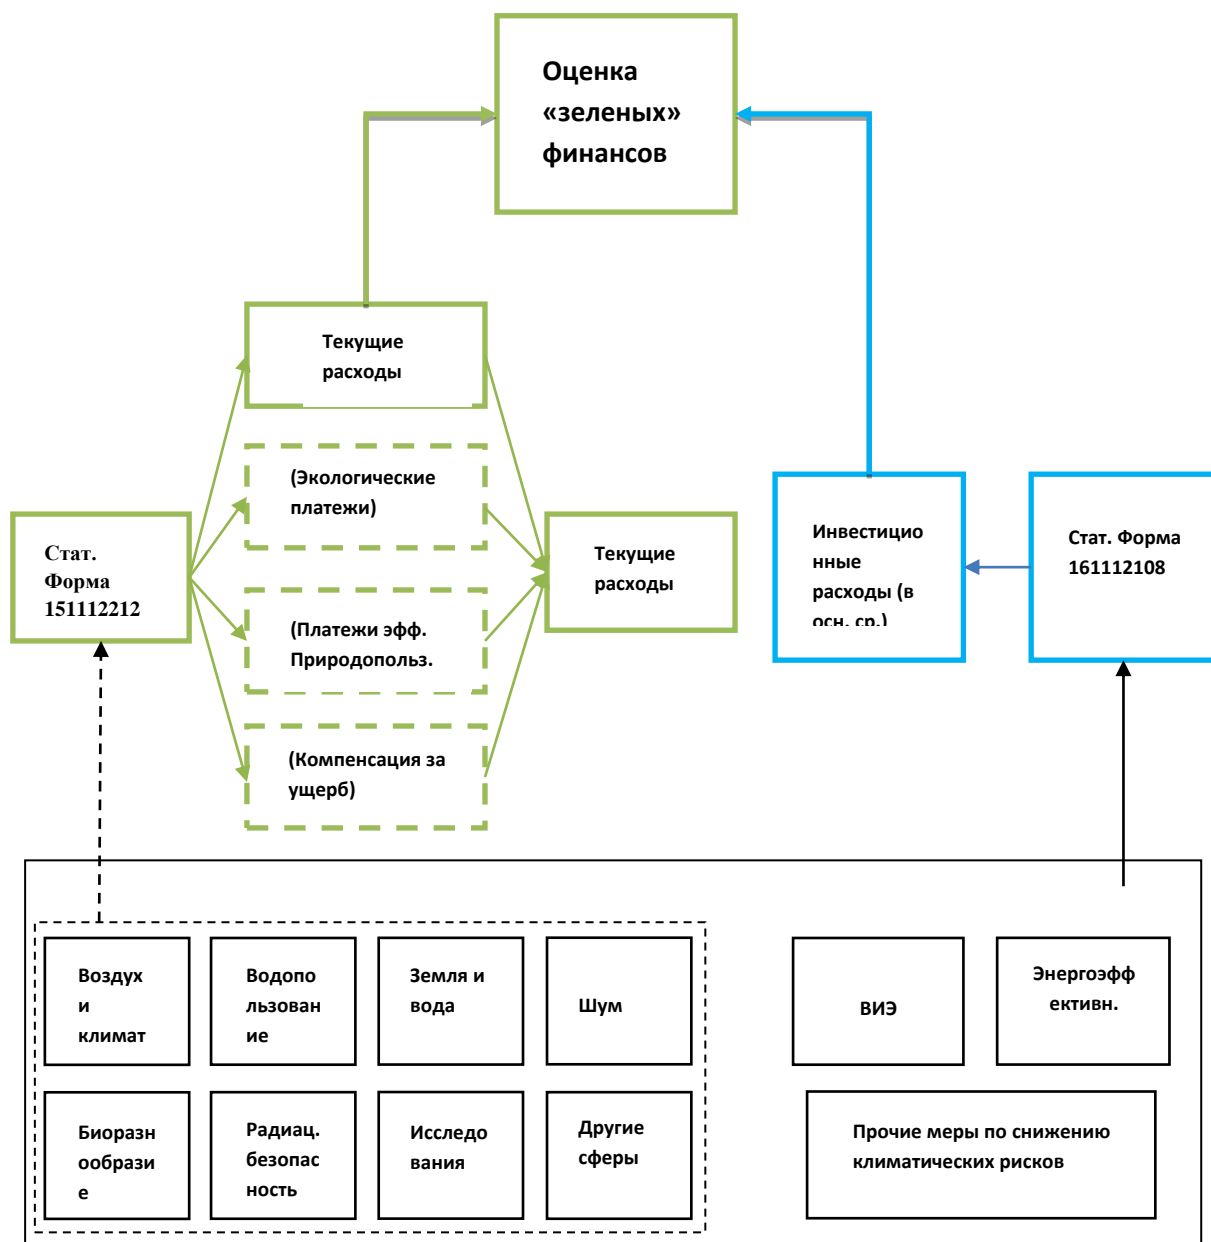 Оценка
«зеленых»
финансов
Текущие
расходы
(Экологические
платежи)
Стат.
Форма
151112212
Текущие
расходы
Инвестицио
нные
расходы (в
осн. ср.)
Стат. Форма
161112108
(Платежи эфф.
Природопольз.
(Компенсация за
ущерб)
Воздух
и
климат
Водопо
льзован
ие
Земля и
вода
Шум
ВИЭ
Энергоэфф
ективн.
Биоразн
ообрази
е
Радиац.
безопас
ность
Исследо
вания
Другие
сферы
Прочие меры по снижению
климатических рисков